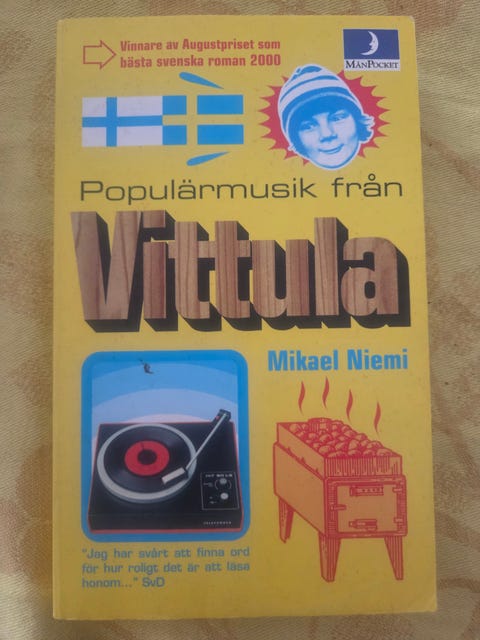 Vinnare av Augustpriset som
bästa svenska roman 2000
MÅNPOCKET
Populärmusik från
Vittula
Mikael Niemi
"Jag har svårt att finna ord
för hur roligt det är att läsa
honom..." SvD